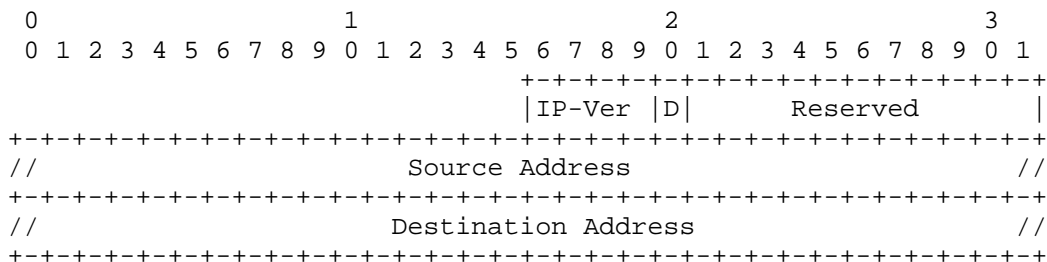 0                   1                   2                   3
 0 1 2 3 4 5 6 7 8 9 0 1 2 3 4 5 6 7 8 9 0 1 2 3 4 5 6 7 8 9 0 1
                                +-+-+-+-+-+-+-+-+-+-+-+-+-+-+-+-+
                                |IP-Ver |D|      Reserved       |
+-+-+-+-+-+-+-+-+-+-+-+-+-+-+-+-+-+-+-+-+-+-+-+-+-+-+-+-+-+-+-+-+
//                       Source Address                        //
+-+-+-+-+-+-+-+-+-+-+-+-+-+-+-+-+-+-+-+-+-+-+-+-+-+-+-+-+-+-+-+-+
//                      Destination Address                    //
+-+-+-+-+-+-+-+-+-+-+-+-+-+-+-+-+-+-+-+-+-+-+-+-+-+-+-+-+-+-+-+-+